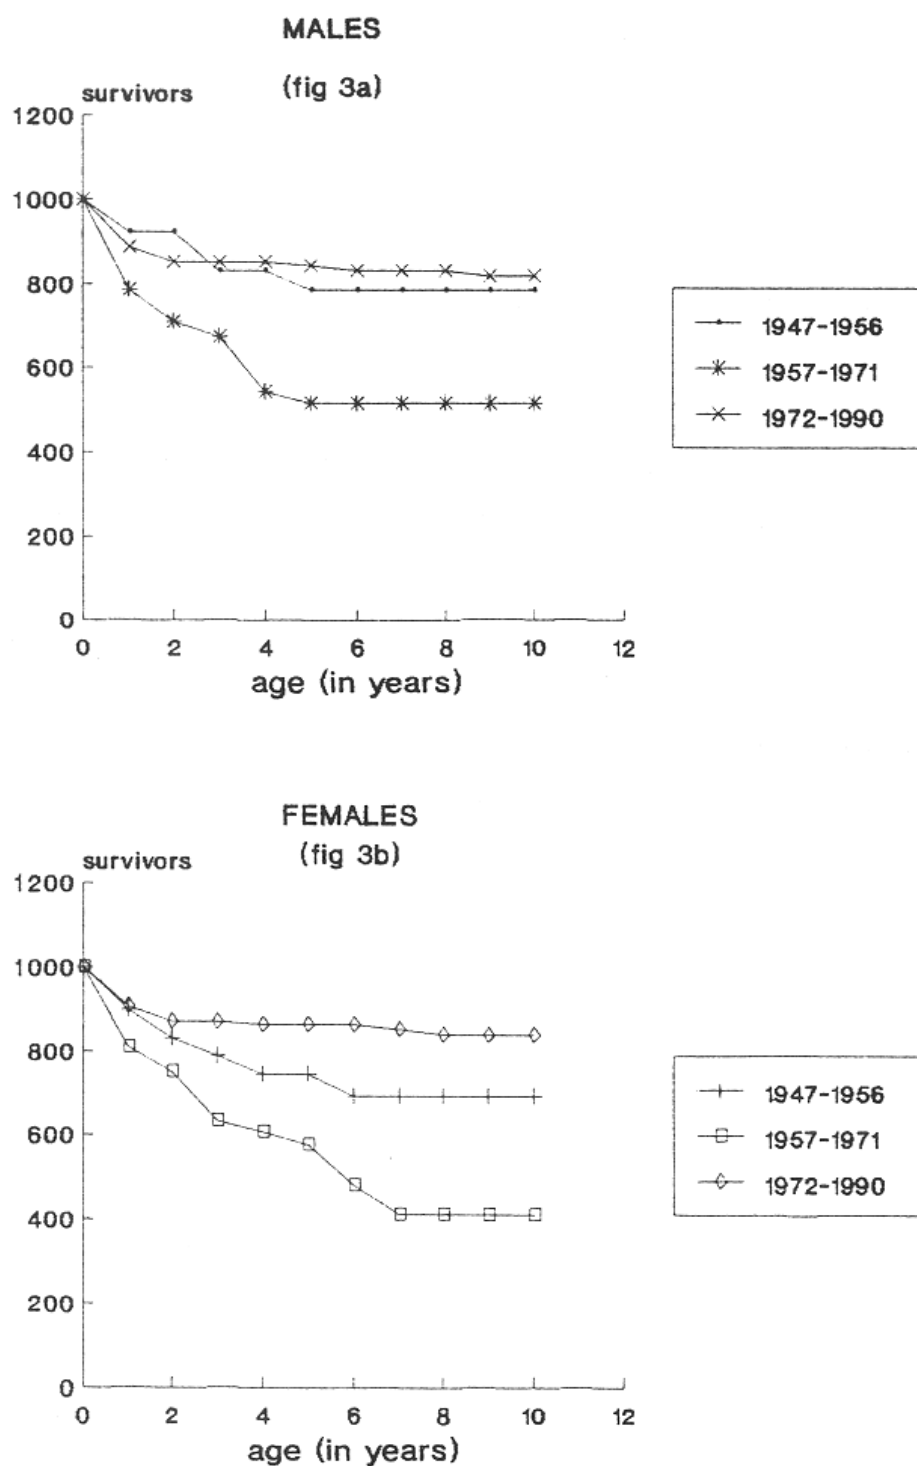 MALES
(fig 3a)
survivors
1200
1000
800
600
400
200
0
0 2 4 6 8 10 12
age (in years)
1947-1956
1957-1971
1972-1990
FEMALES
(fig 3b)
survivors
1200
1000
800
600
400
200
0
0 2 4 6 8 10 12
age (in years)
1947-1956
1957-1971
1972-1990